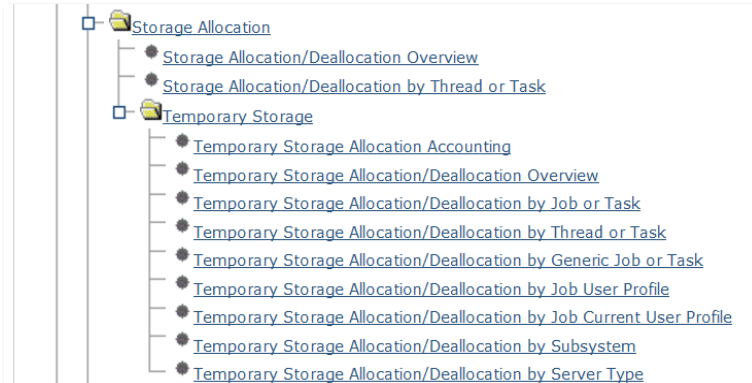 Storage Allocation
Storage Allocation/Deallocation Overview
Storage Allocation/Deallocation by Thread or Task
Temporary Storage
Temporary Storage Allocation Accounting
Temporary Storage Allocation/Deallocation Overview
Temporary Storage Allocation/Deallocation by Job or Task
Temporary Storage Allocation/Deallocation by Thread or Task
Temporary Storage Allocation/Deallocation by Generic Job or Task
Temporary Storage Allocation/Deallocation by Job User Profile
Temporary Storage Allocation/Deallocation by Job Current User Profile
Temporary Storage Allocation/Deallocation by Subsystem
Temporary Storage Allocation/Deallocation by Server Type